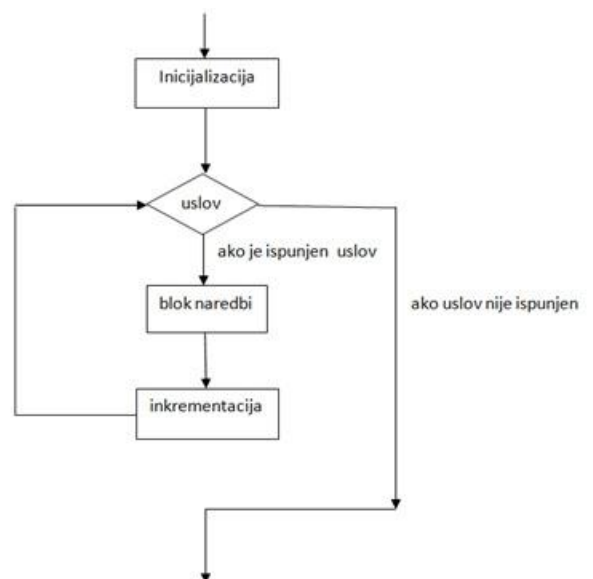 Inicijalizacija
uslov
ako je ispunjen uslov
blok naredbi
ako uslov nije ispunjen
inkrementacija